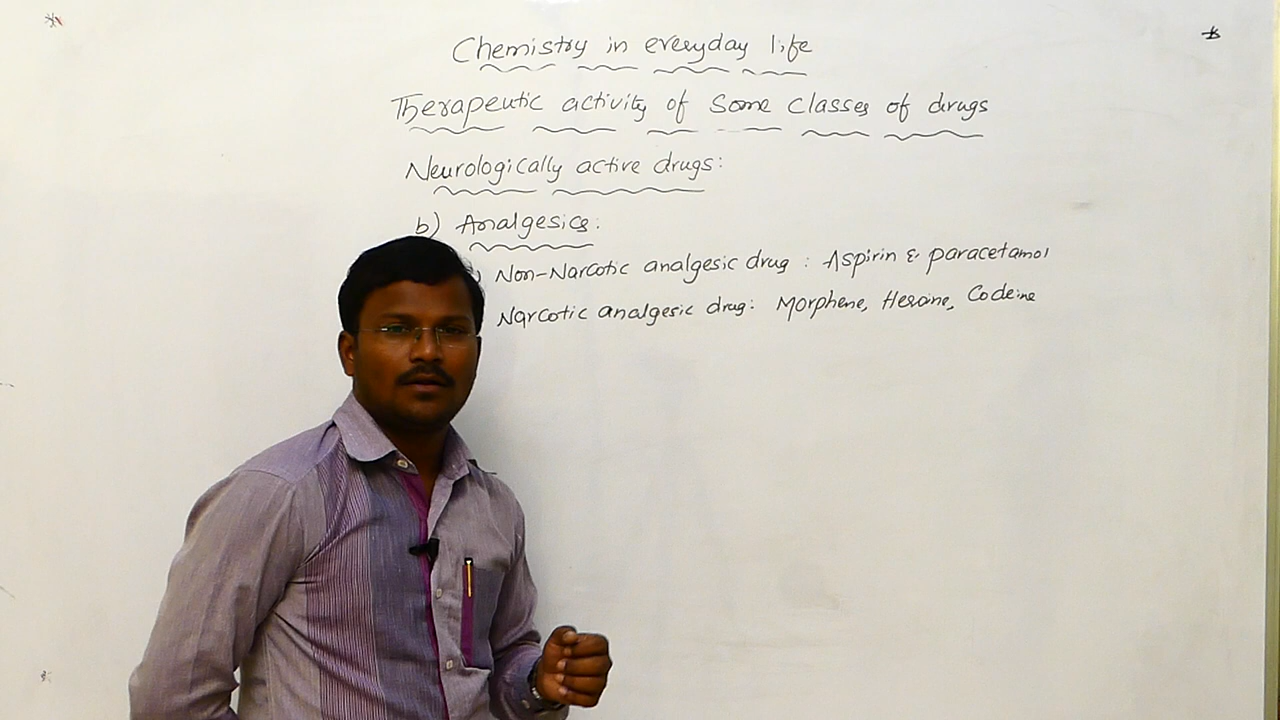 Chemistry in everyday life
Therapeutic activity of Some Classes of drugs
Neurologically active drugs:
b) Analgesics:
) Non-Narcotic analgesic drug : Aspirin & paracetamol
Narcotic analgesic drug: Morphene, Heroine, Codeine